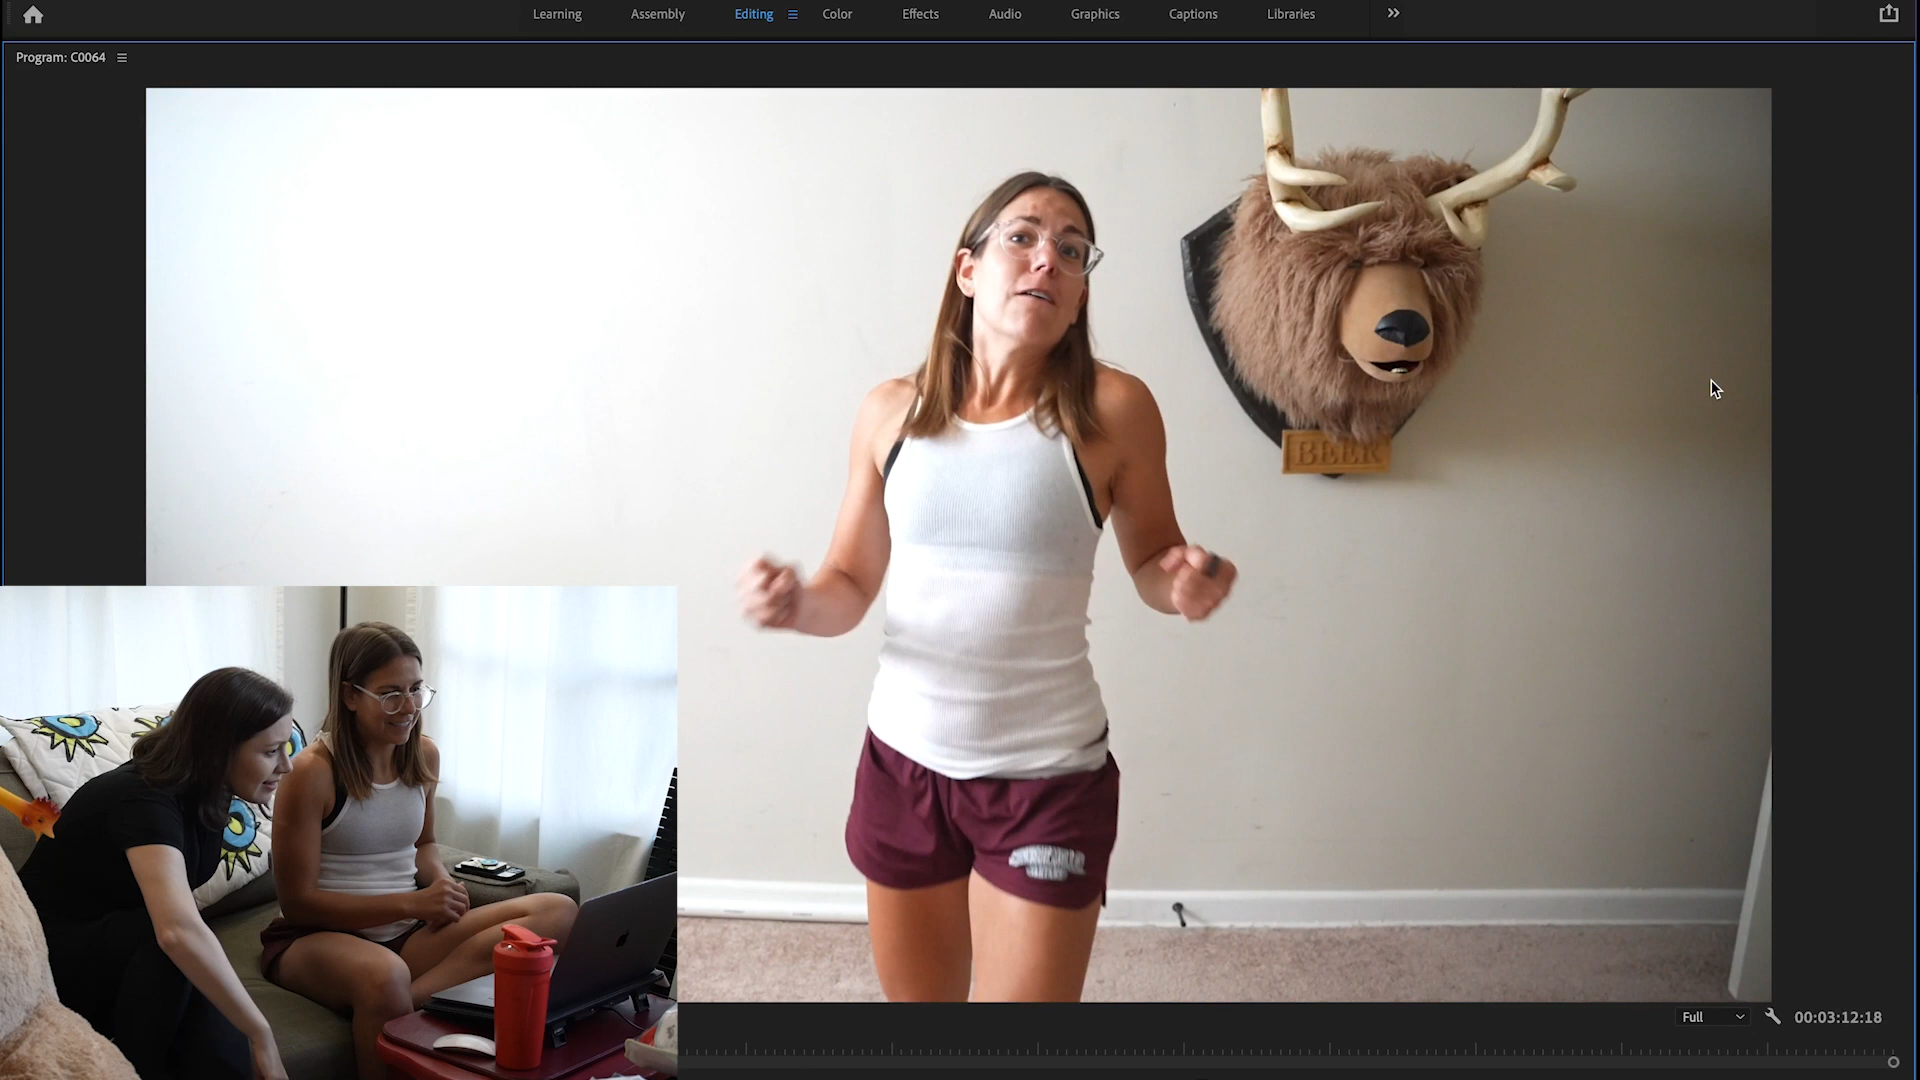 Learning Assembly Editing Color Effects Audio Graphics Captions Libraries
Program: C0064
BEER
Full 00:03:12:18